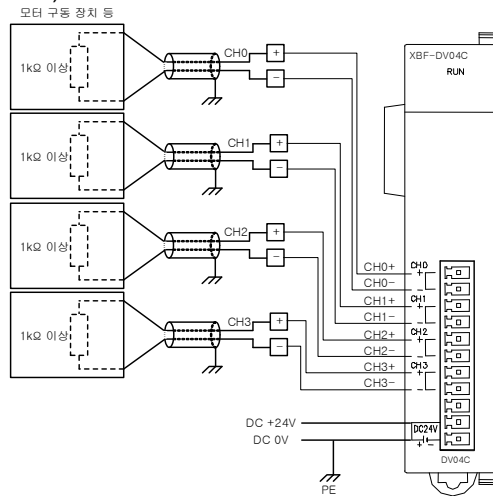 모터 구동 장치 등
1kΩ 이상
CH0
+
−
1kΩ 이상
CH1
+
−
1kΩ 이상
CH2
+
−
1kΩ 이상
CH3
+
−
XBF-DV04C
RUN
CH0+
CH0−
CH1+
CH1−
CH2+
CH2−
CH3+
CH3−
CH0
+
−
CH1
+
−
CH2
+
−
CH3
+
−
DC +24V
DC 0V
DC24V
+ −
PE
DV04C